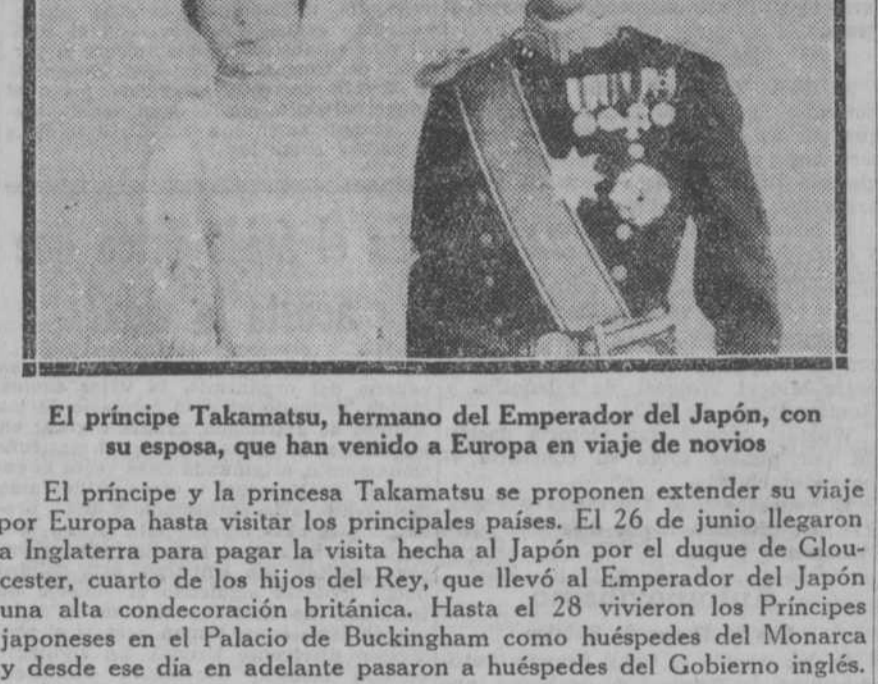 El príncipe Takamatsu, hermano del Emperador del Japón, con
su esposa, que han venido a Europa en viaje de novios
El príncipe y la princesa Takamatsu se proponen extender su viaje
por Europa hasta visitar los principales países. El 26 de junio llegaron
a Inglaterra para pagar la visita hecha al Japón por el duque de Glou-
cester, cuarto de los hijos del Rey, que llevó al Emperador del Japón
una alta condecoración británica. Hasta el 28 vivieron los Príncipes
japoneses en el Palacio de Buckingham como huéspedes del Monarca
y desde ese día en adelante pasaron a huéspedes del Gobierno inglés.